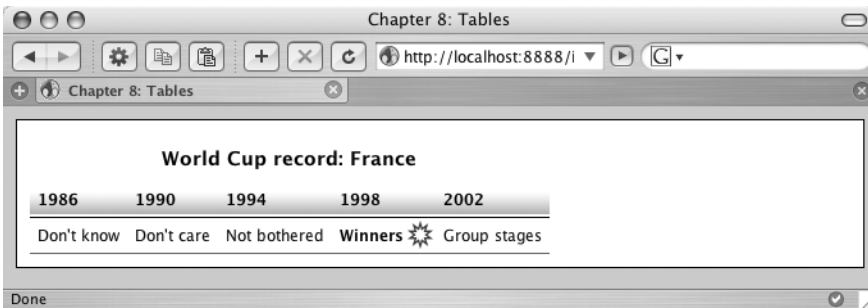 Chapter 8: Tables
http://localhost:8888/i
G
Chapter 8: Tables
World Cup record: France
1986 1990 1994 1998 2002
Don't know Don't care Not bothered Winners Group stages
Done